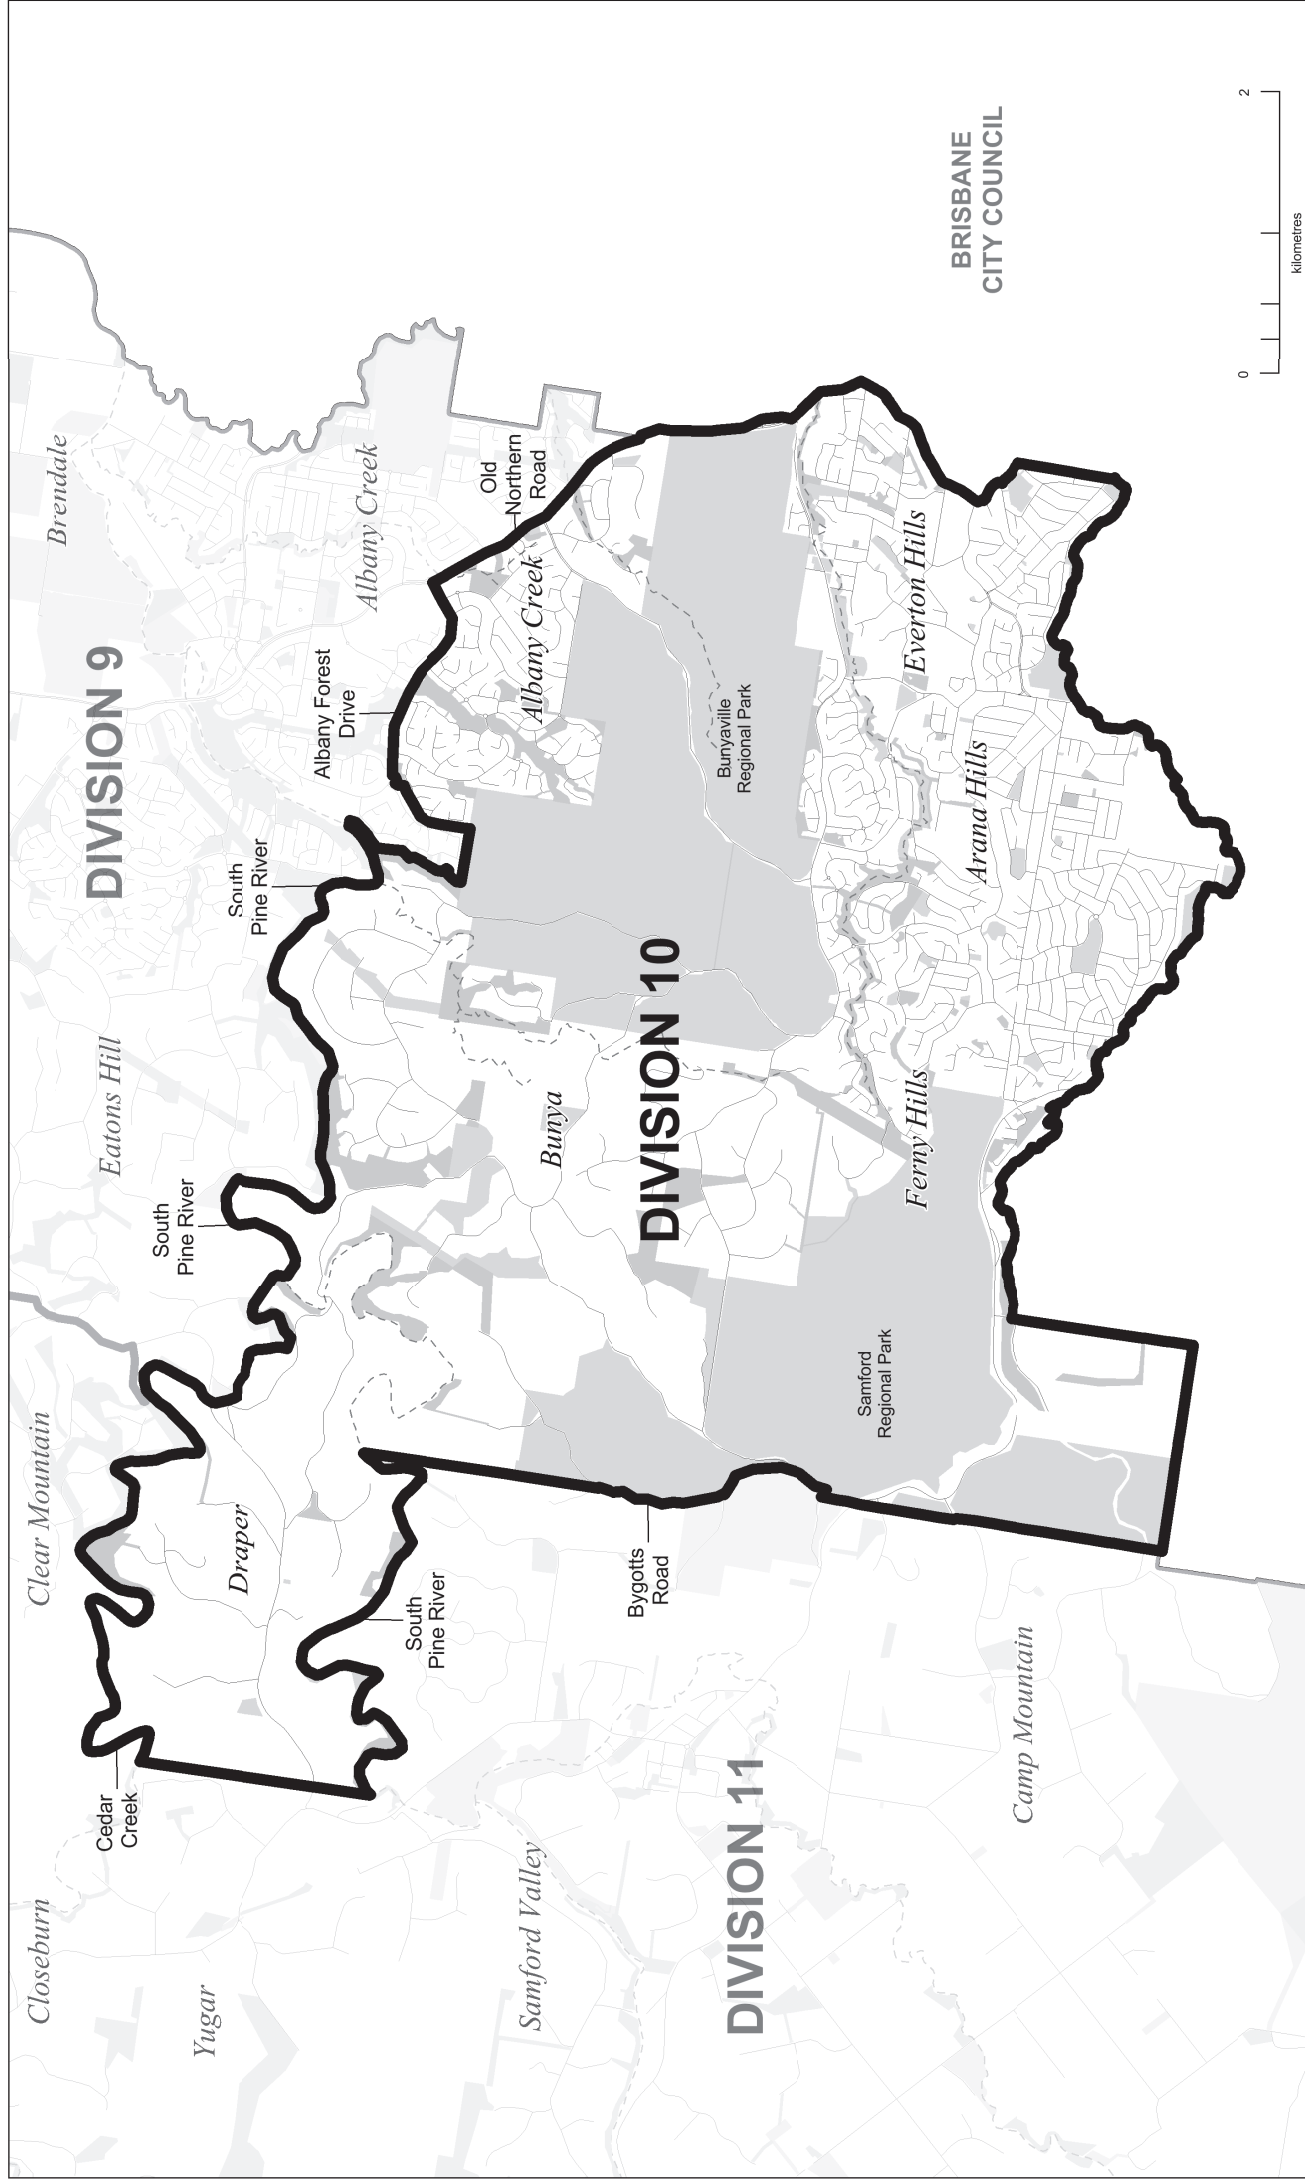 Closeburn
Clear Mountain
Brendale
Yugar
Eatons Hill
DIVISION 9
Cedar
Creek
South
Pine River
South
Pine River
Draper
Albany Forest
Drive
Albany Creek
South
Pine River
Old
Northern
Road
Albany Creek
Samford Valley
Bunya
Bygotts
Road
DIVISION 10
Bunyaville
Regional Park
DIVISION 11
Samford
Regional Park
Ferny Hills
Everton Hills
Arana Hills
Camp Mountain
BRISBANE
CITY COUNCIL
0
2
kilometres